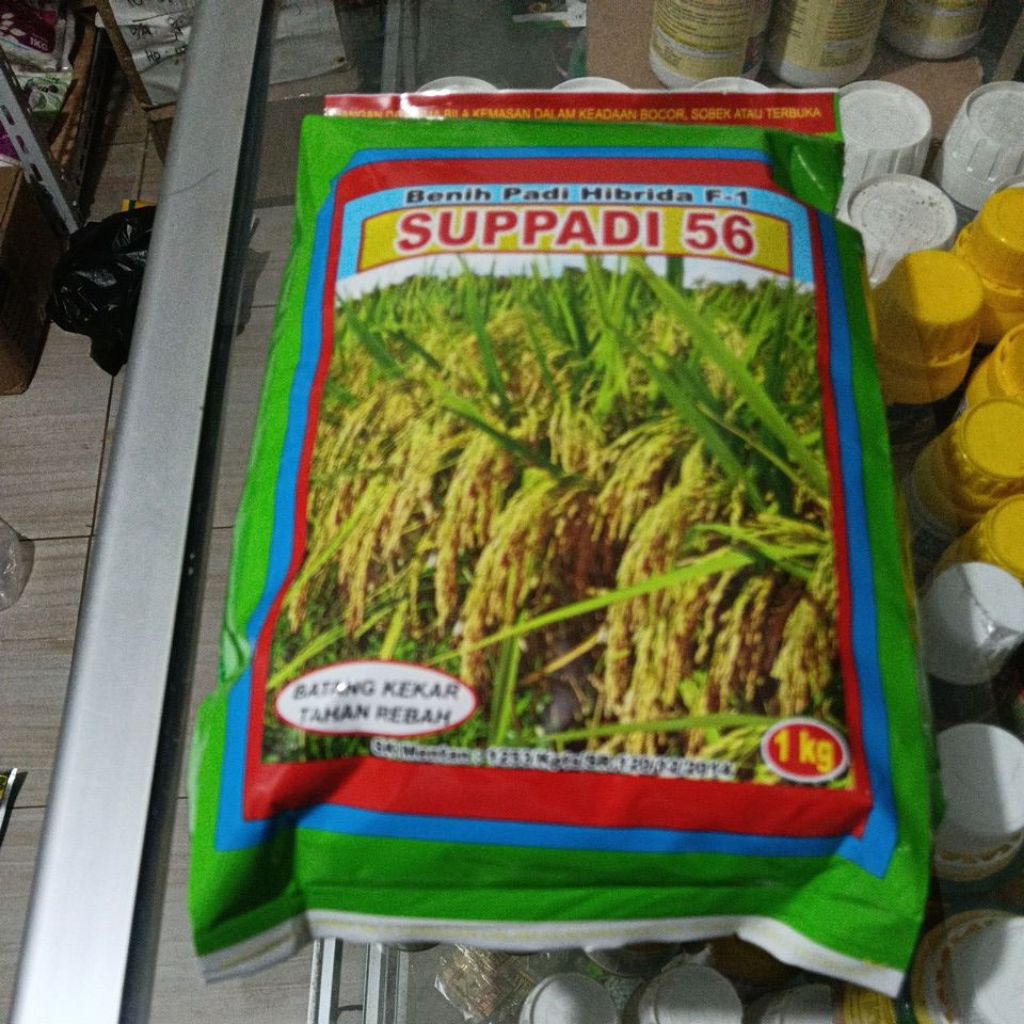 BILA KEMASAN DALAM KEADAAN BOCOR, SOBEK ATAU TERBUKA
Benih Padi Hibrida F-1
SUPPADI 56
BATANG KEKAR
TAHAN REBAH
1 kg